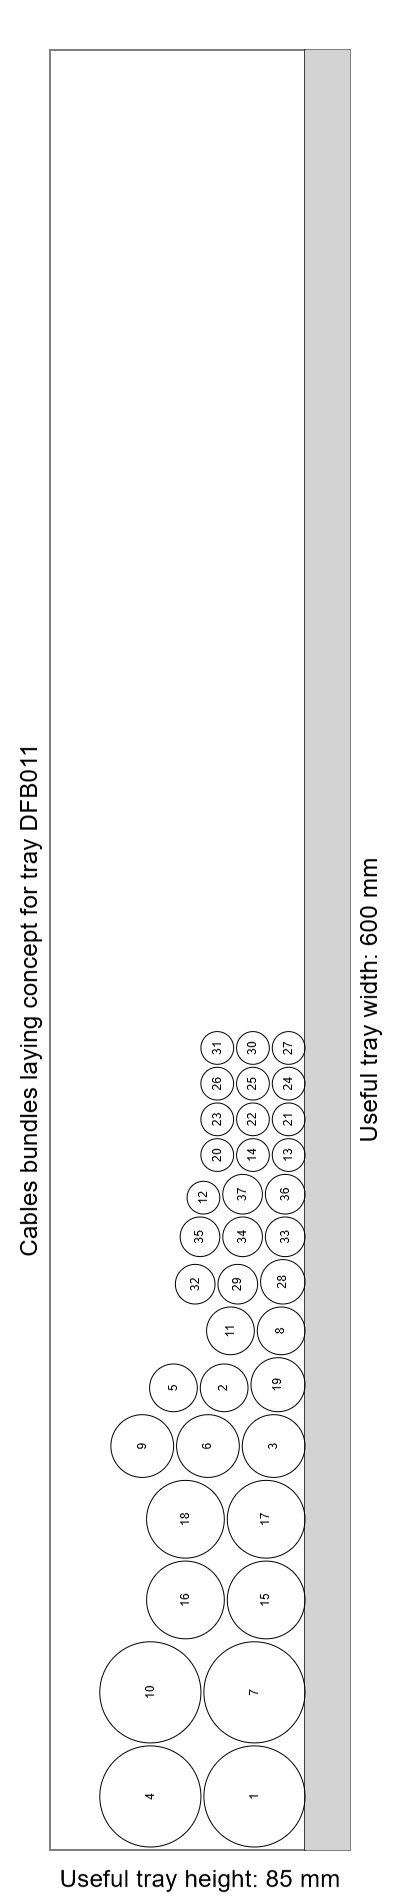 Cables bundles laying concept for tray DFB011
31 30 27
26 25 24
23 22 21
20 14 13
12 37 36
35 34 33
32 29 28
11 8
5 2 19
9 6 3
18 17
16 15
10 7
4 1
Useful tray width: 600 mm
Useful tray height: 85 mm